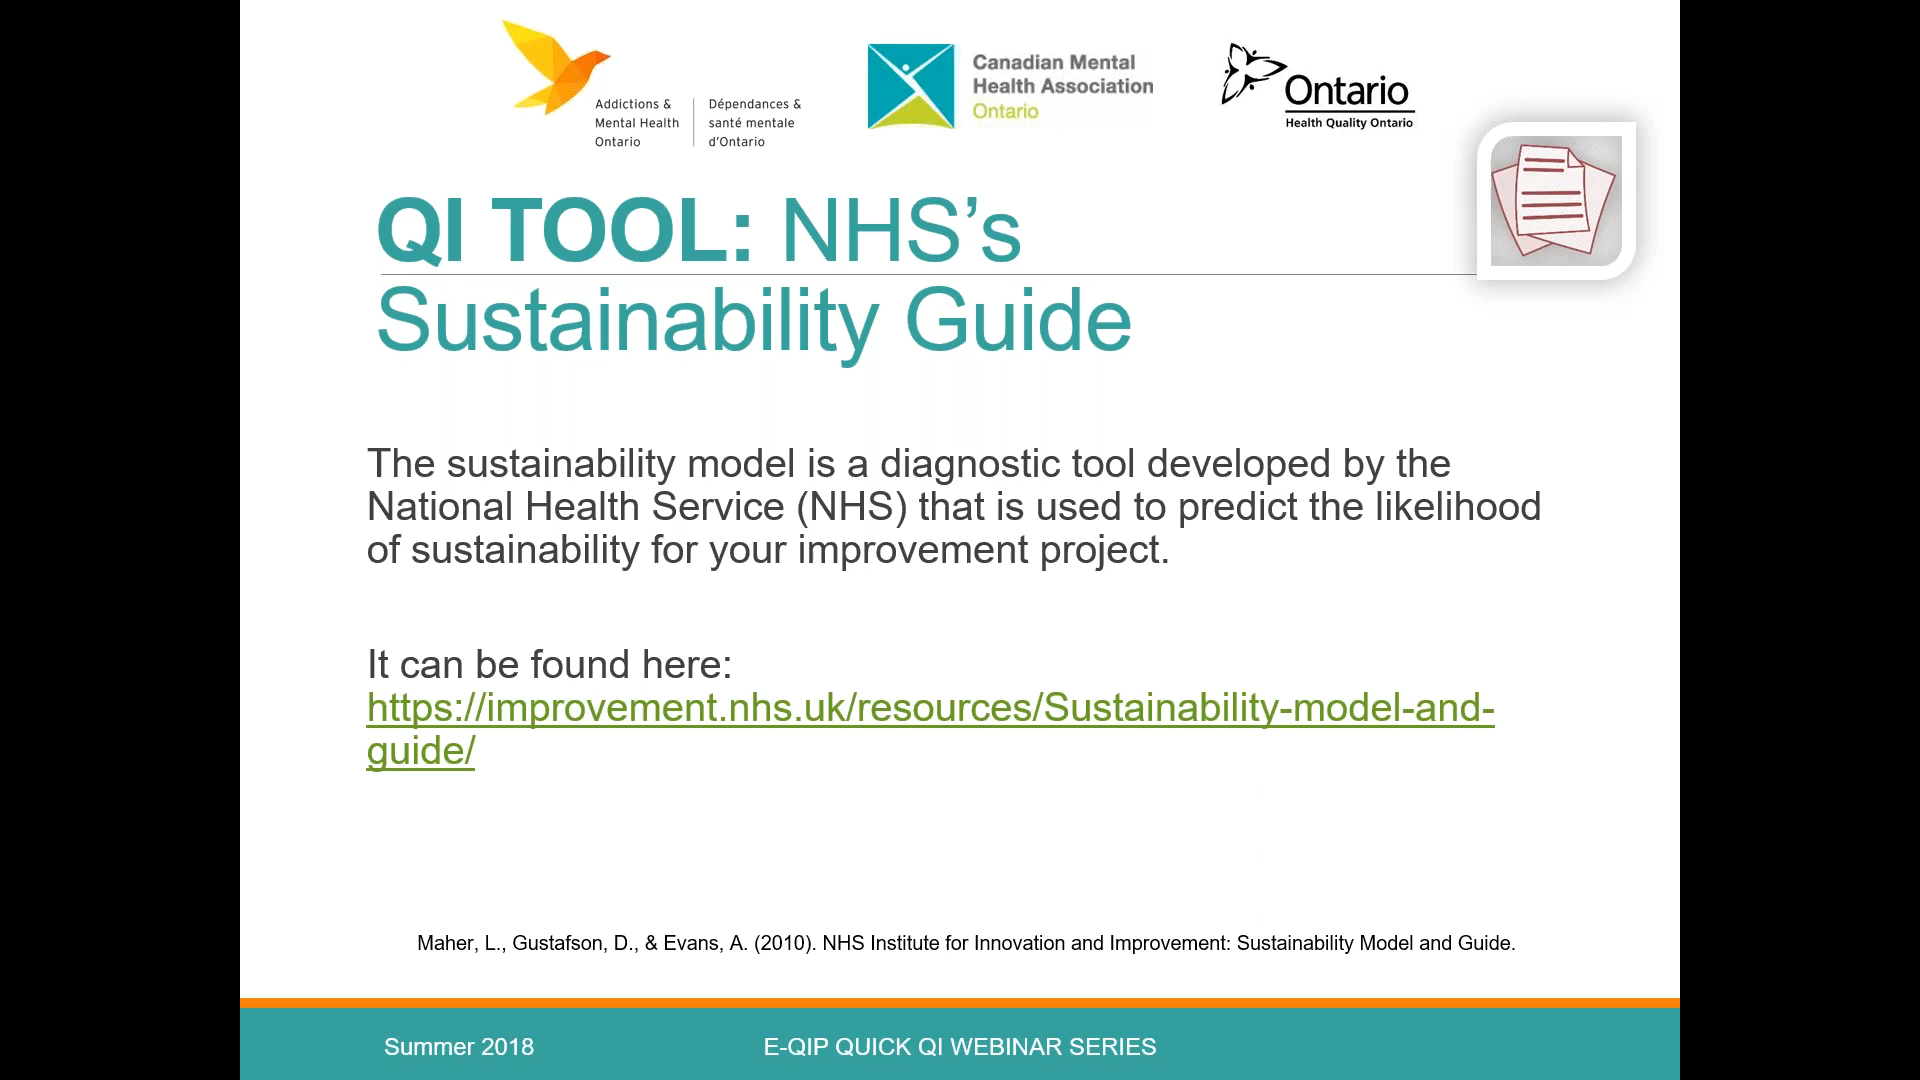 Addictions &
Mental Health
Ontario
Dépendances &
santé mentale
d'Ontario
Canadian Mental
Health Association
Ontario
Ontario
Health Quality Ontario
QI TOOL: NHS’s
Sustainability Guide
The sustainability model is a diagnostic tool developed by the
National Health Service (NHS) that is used to predict the likelihood
of sustainability for your improvement project.
It can be found here:
https://improvement.nhs.uk/resources/Sustainability-model-and-
guide/
Maher, L., Gustafson, D., & Evans, A. (2010). NHS Institute for Innovation and Improvement: Sustainability Model and Guide.
Summer 2018
E-QIP QUICK QI WEBINAR SERIES